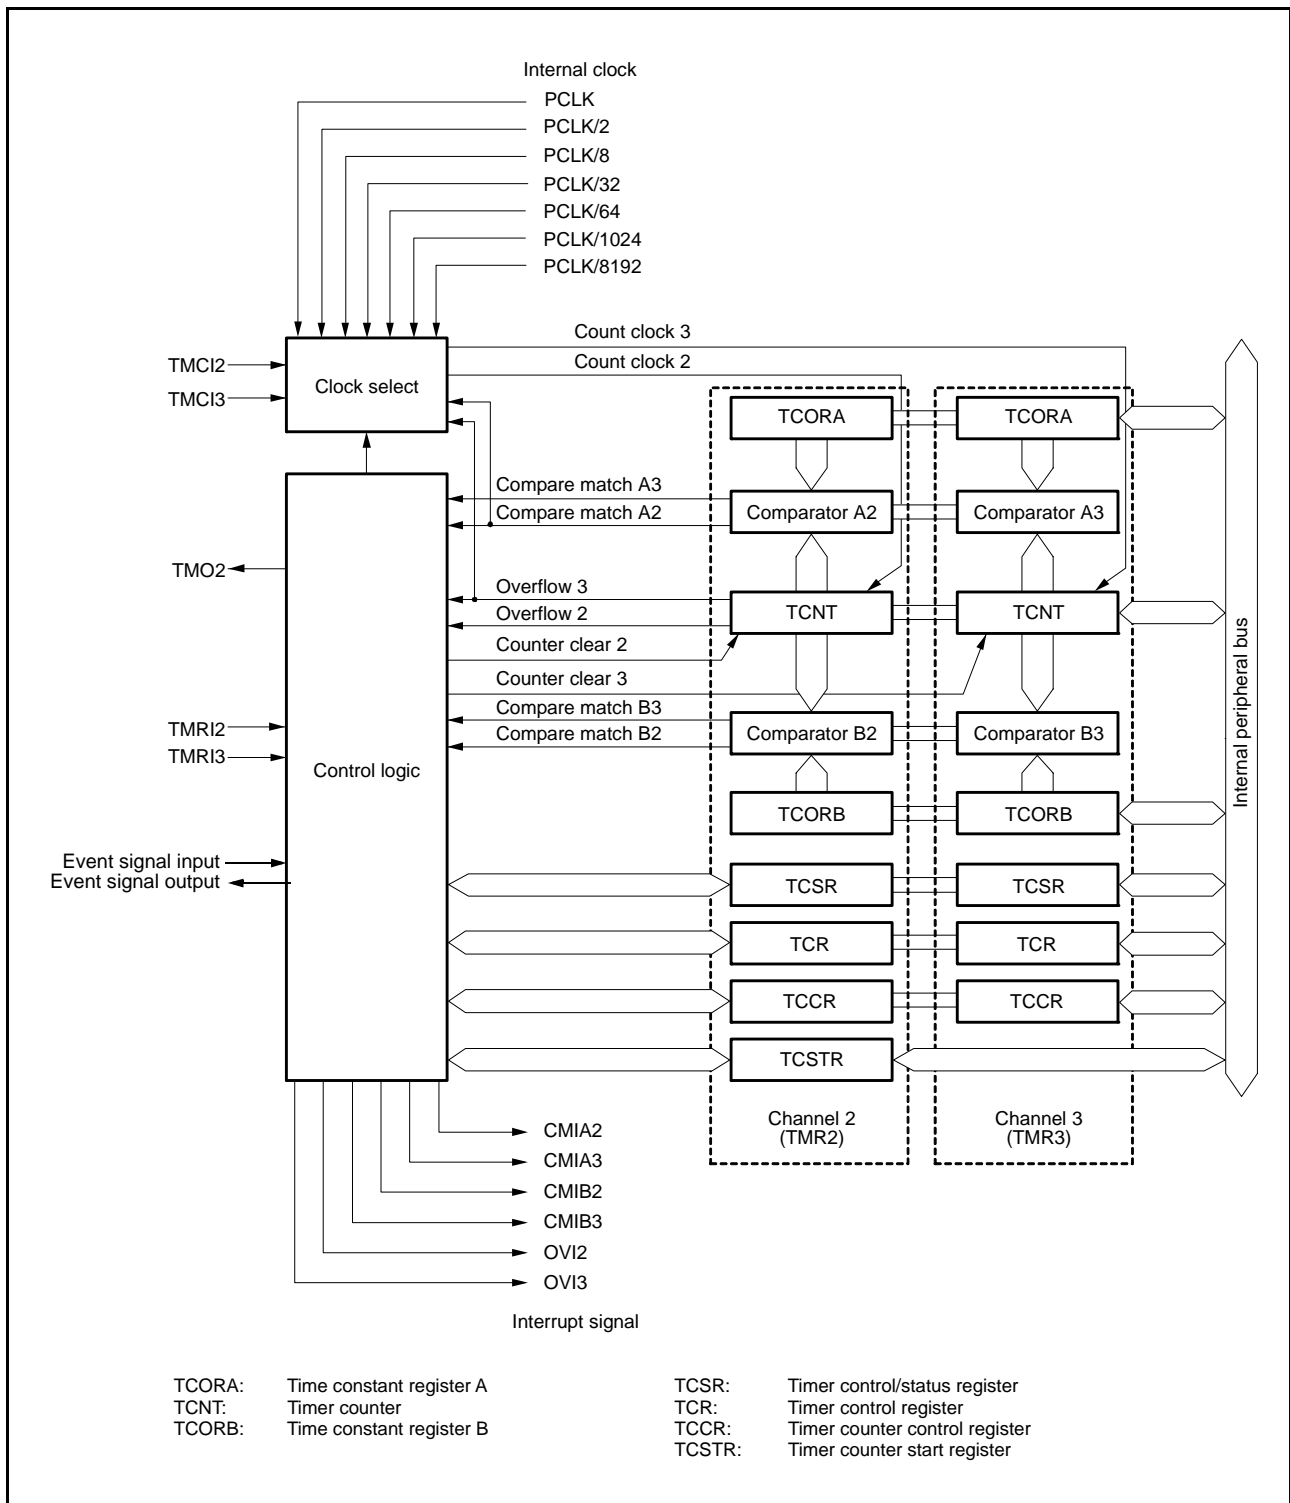 Internal clock
PCLK
PCLK/2
PCLK/8
PCLK/32
PCLK/64
PCLK/1024
PCLK/8192
Count clock 3
Count clock 2
TMCI2
TMCI3
Clock select
TCORA
TCORA
Compare match A3
Compare match A2
Comparator A2
Comparator A3
TMO2
Overflow 3
Overflow 2
TCNT
TCNT
Counter clear 2
Counter clear 3
Compare match B3
Compare match B2
Comparator B2
Comparator B3
TMRI2
TMRI3
Control logic
Internal peripheral bus
TCORB
TCORB
Event signal input
Event signal output
TCSR
TCSR
TCR
TCR
TCCR
TCCR
TCSTR
Channel 2
(TMR2)
Channel 3
(TMR3)
CMIA2
CMIA3
CMIB2
CMIB3
OVI2
OVI3
Interrupt signal
TCORA: Time constant register A
TCNT: Timer counter
TCORB: Time constant register B
TCSR: Timer control/status register
TCR: Timer control register
TCCR: Timer counter control register
TCSTR: Timer counter start register